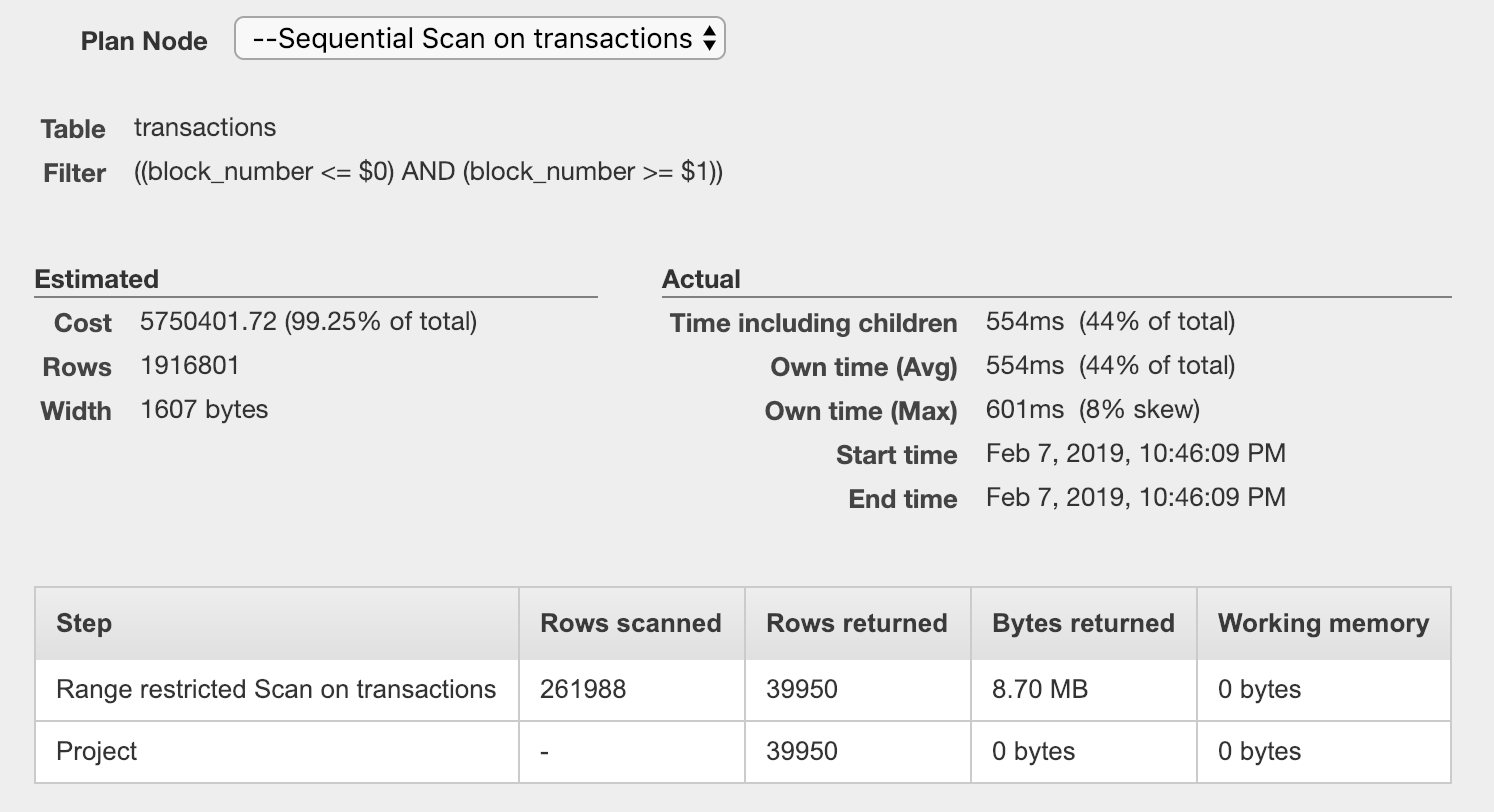 Plan Node --Sequential Scan on transactions
Table transactions
Filter ((block_number <= $0) AND (block_number >= $1))
Estimated
Cost 5750401.72 (99.25% of total)
Rows 1916801
Width 1607 bytes
Actual
Time including children 554ms (44% of total)
Own time (Avg) 554ms (44% of total)
Own time (Max) 601ms (8% skew)
Start time Feb 7, 2019, 10:46:09 PM
End time Feb 7, 2019, 10:46:09 PM
Step Rows scanned Rows returned Bytes returned Working memory
Range restricted Scan on transactions 261988 39950 8.70 MB 0 bytes
Project - 39950 0 bytes 0 bytes